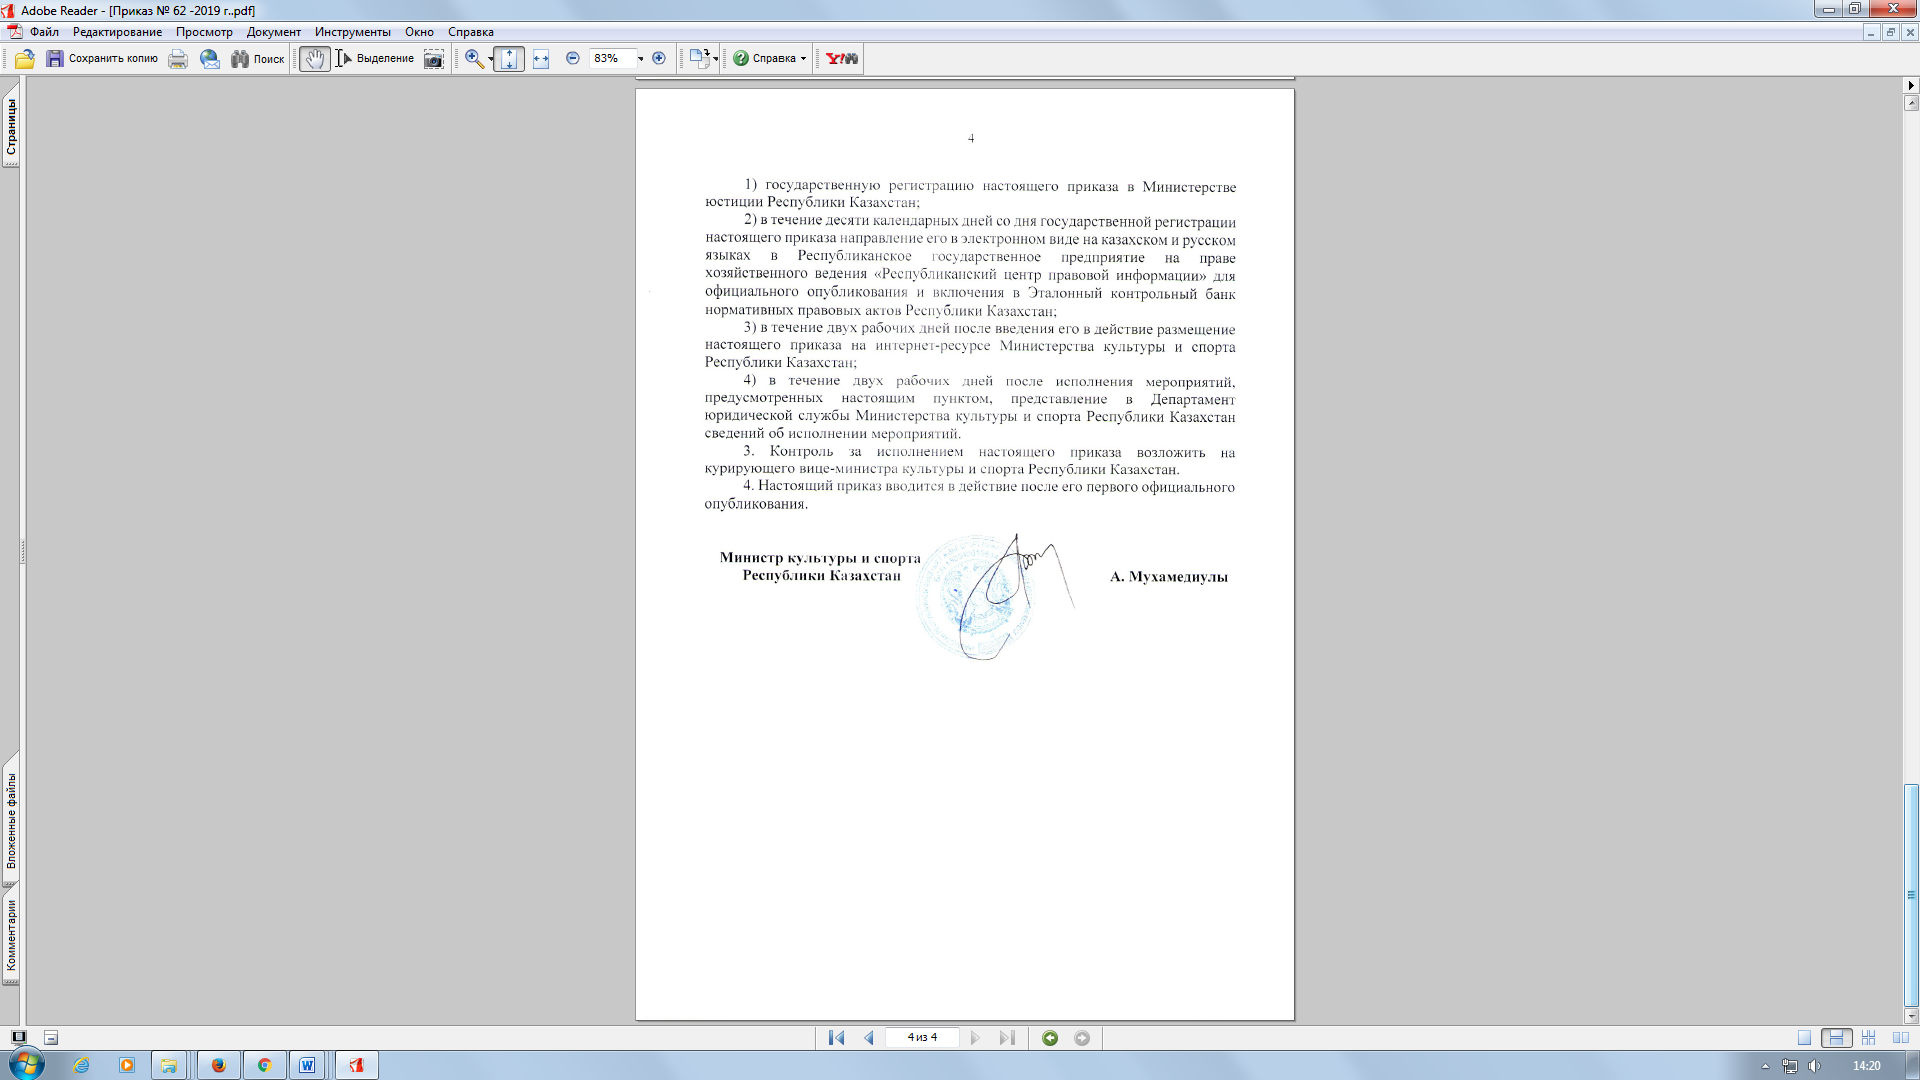 Adobe Reader - [Приказ № 62 -2019 г..pdf]
Файл Редактирование Просмотр Документ Инструменты Окно Справка
Сохранить копию Поиск Выделение 83% Справка Y!
Страницы
4
1) государственную регистрацию настоящего приказа в Министерстве
юстиции Республики Казахстан;
2) в течение десяти календарных дней со дня государственной регистрации
настоящего приказа направление его в электронном виде на казахском и русском
языках в Республиканское государственное предприятие на праве
хозяйственного ведения «Республиканский центр правовой информации» для
официального опубликования и включения в Эталонный контрольный банк
нормативных правовых актов Республики Казахстан;
3) в течение двух рабочих дней после введения его в действие размещение
настоящего приказа на интернет-ресурсе Министерства культуры и спорта
Республики Казахстан;
4) в течение двух рабочих дней после исполнения мероприятий,
предусмотренных настоящим пунктом, представление в Департамент
юридической службы Министерства культуры и спорта Республики Казахстан
сведений об исполнении мероприятий.
3. Контроль за исполнением настоящего приказа возложить на
курирующего вице-министра культуры и спорта Республики Казахстан.
4. Настоящий приказ вводится в действие после его первого официального
опубликования.
Министр культуры и спорта
Республики Казахстан
А. Мухамедиулы
Вложенные файлы
Комментарии
4 из 4
14:20